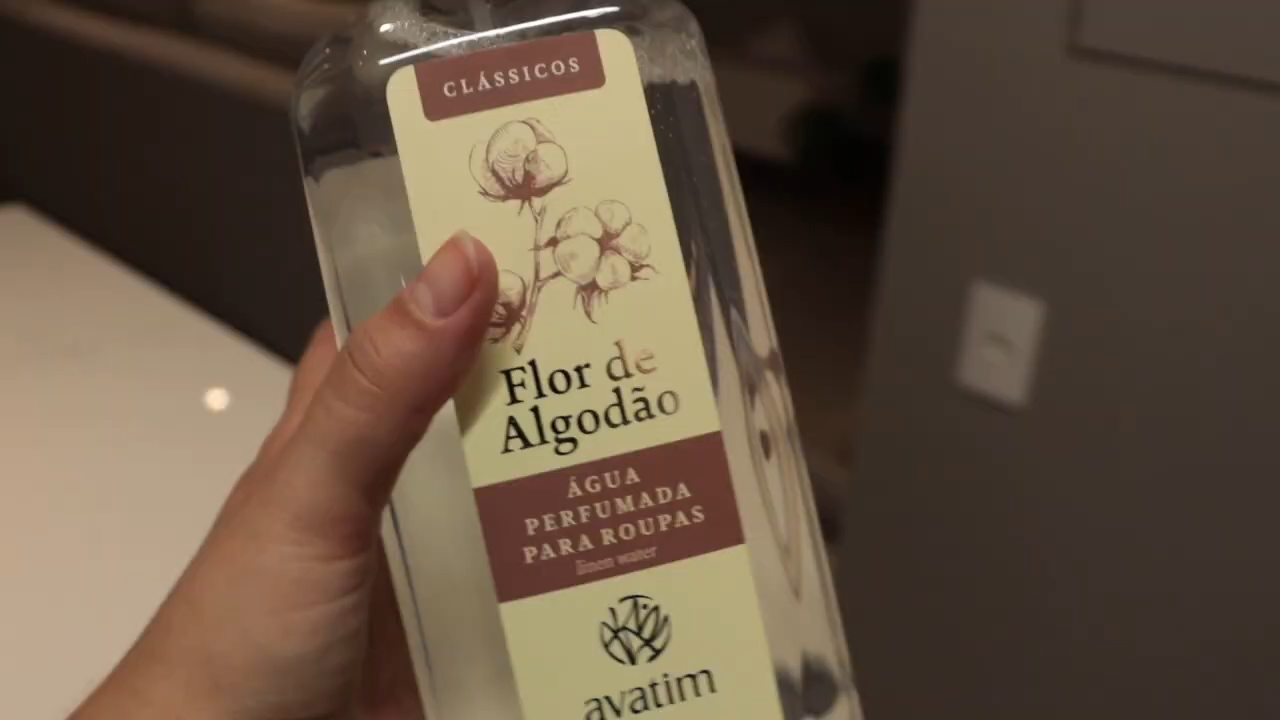 CLÁSSICOS
Flor de
Algodão
ÁGUA
PERFUMADA
PARA ROUPAS
linen water
avatim